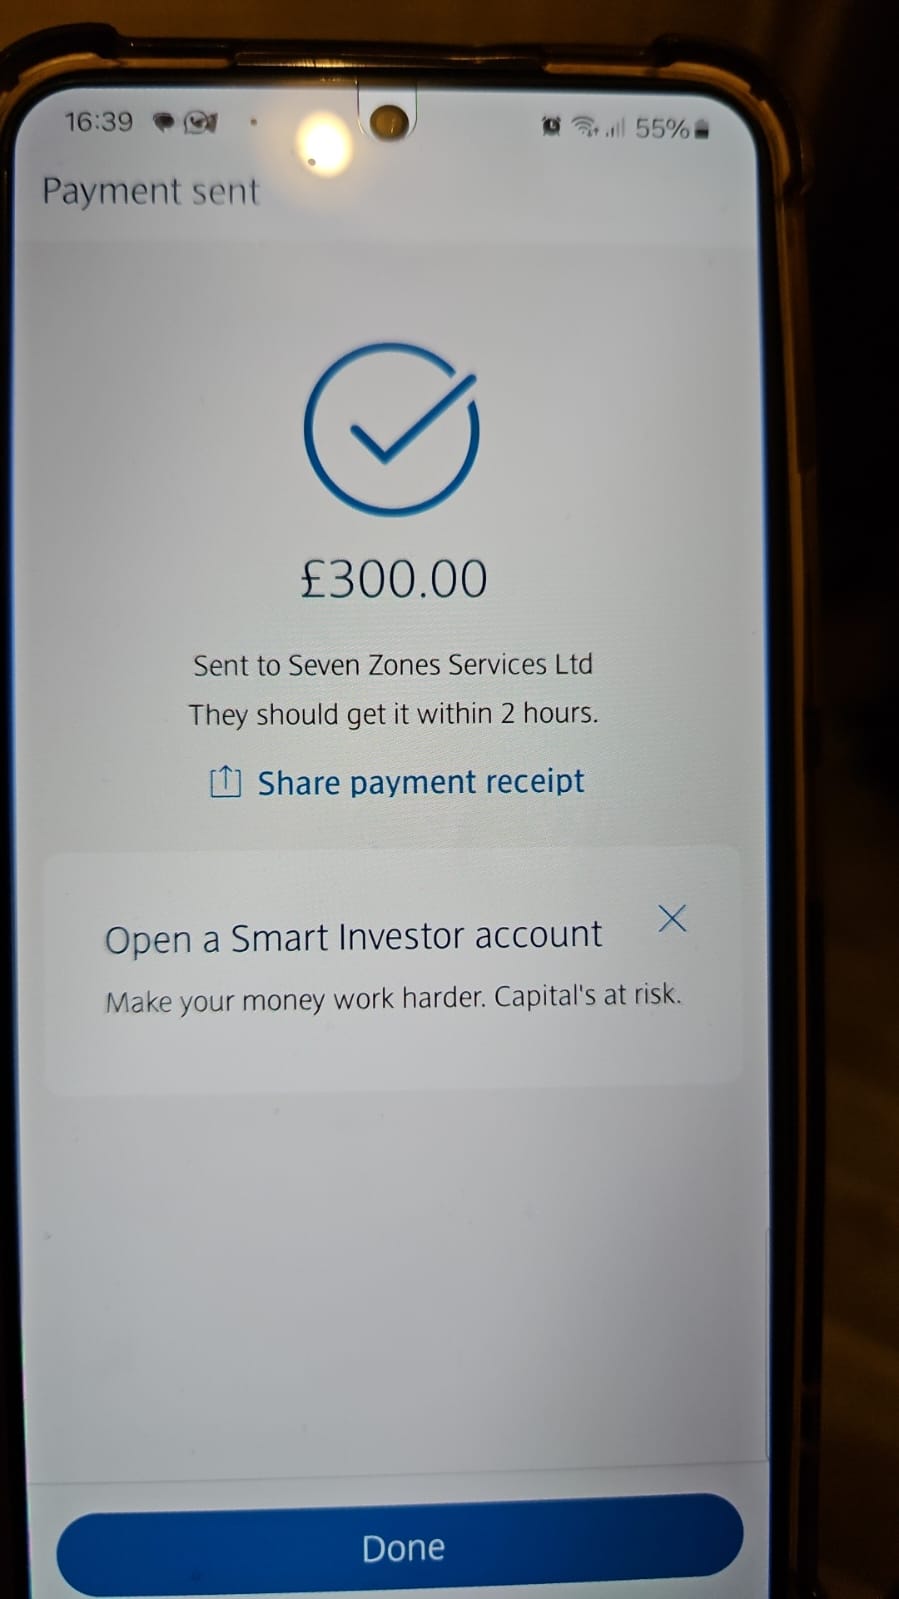 16:39
55%
Payment sent
£300.00
Sent to Seven Zones Services Ltd
They should get it within 2 hours.
Share payment receipt
Open a Smart Investor account
Make your money work harder. Capital's at risk.
Done